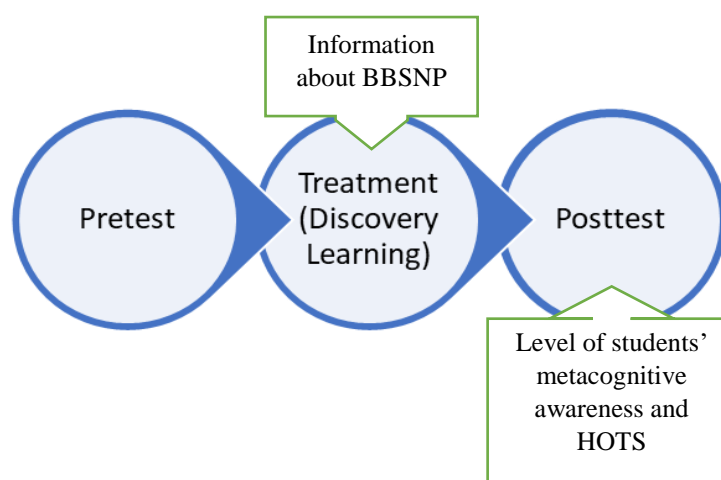 Information
about BBSNP
Pretest
Treatment
(Discovery
Learning)
Posttest
Level of students’
metacognitive
awareness and
HOTS